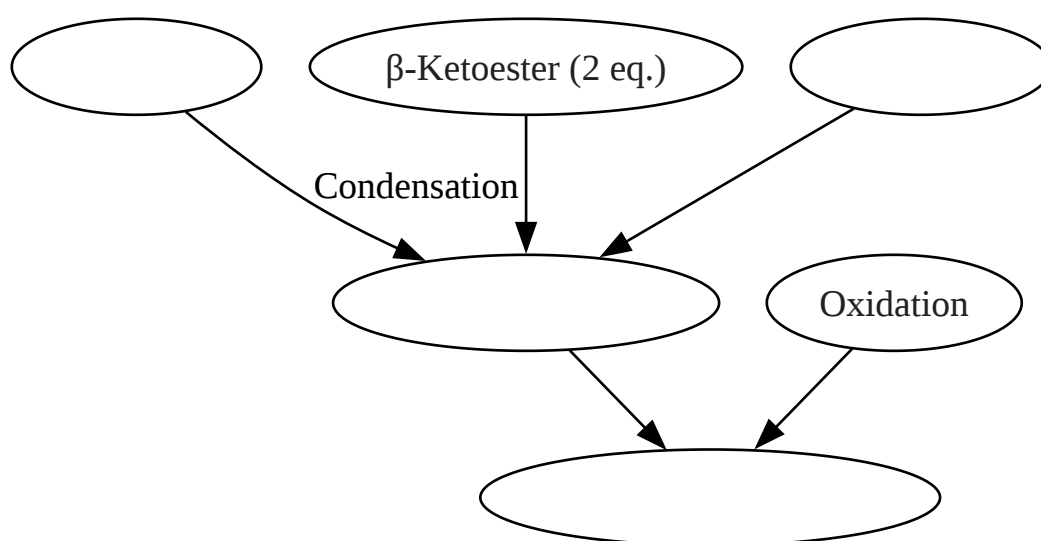 β-Ketoester (2 eq.)
Condensation
Oxidation